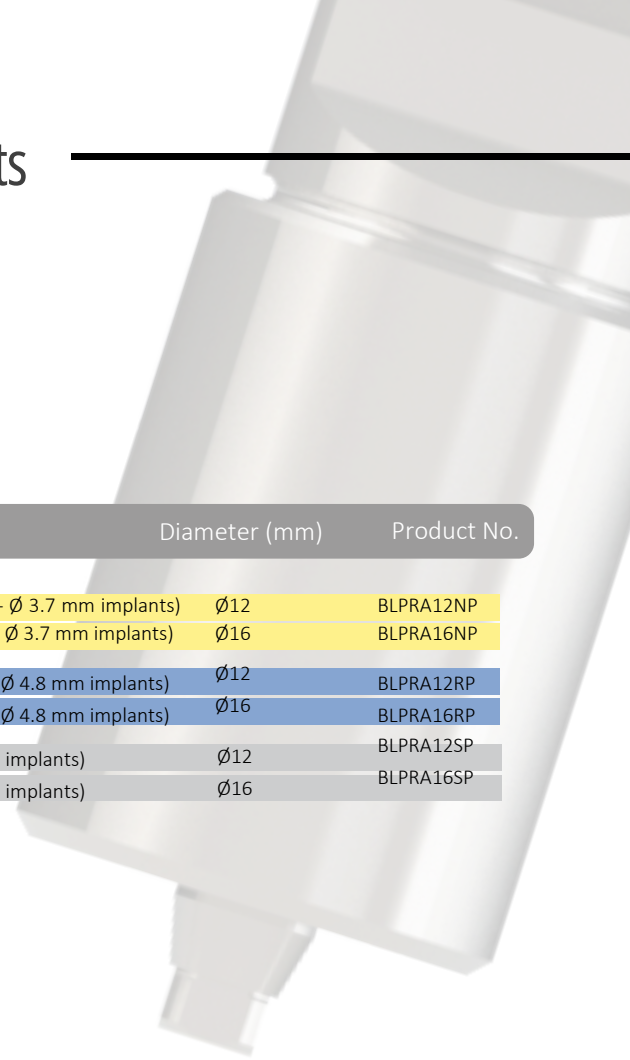 ts
Diameter (mm) Product No.
- Ø 3.7 mm implants) Ø12 BLPRA12NP
Ø 3.7 mm implants) Ø16 BLPRA16NP
Ø 4.8 mm implants) Ø12 BLPRA12RP
Ø 4.8 mm implants) Ø16 BLPRA16RP
implants) Ø12 BLPRA12SP
implants) Ø16 BLPRA16SP